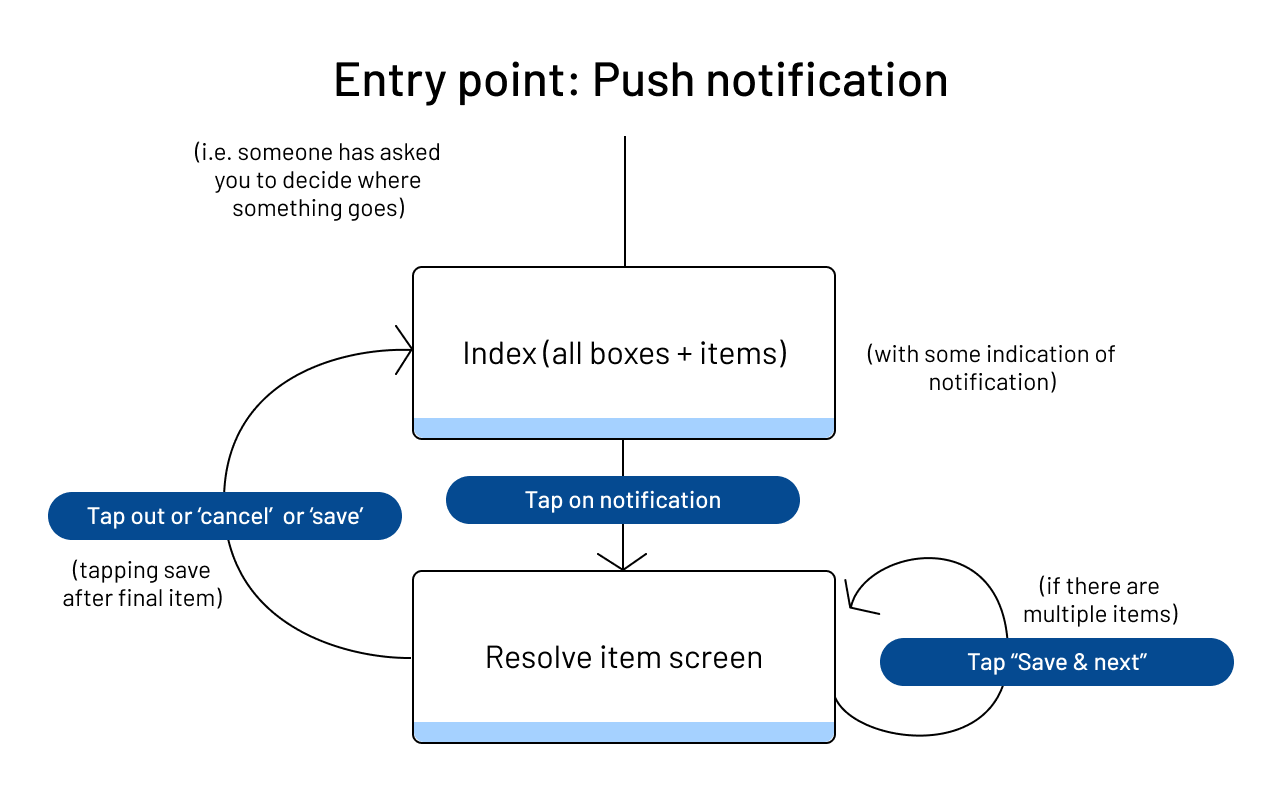 Entry point: Push notification
(i.e. someone has asked
you to decide where
something goes)
Index (all boxes + items)
(with some indication of
notification)
Tap on notification
Tap out or ‘cancel’  or ‘save’
(tapping save
after final item)
(if there are
multiple items)
Resolve item screen
Tap “Save & next”